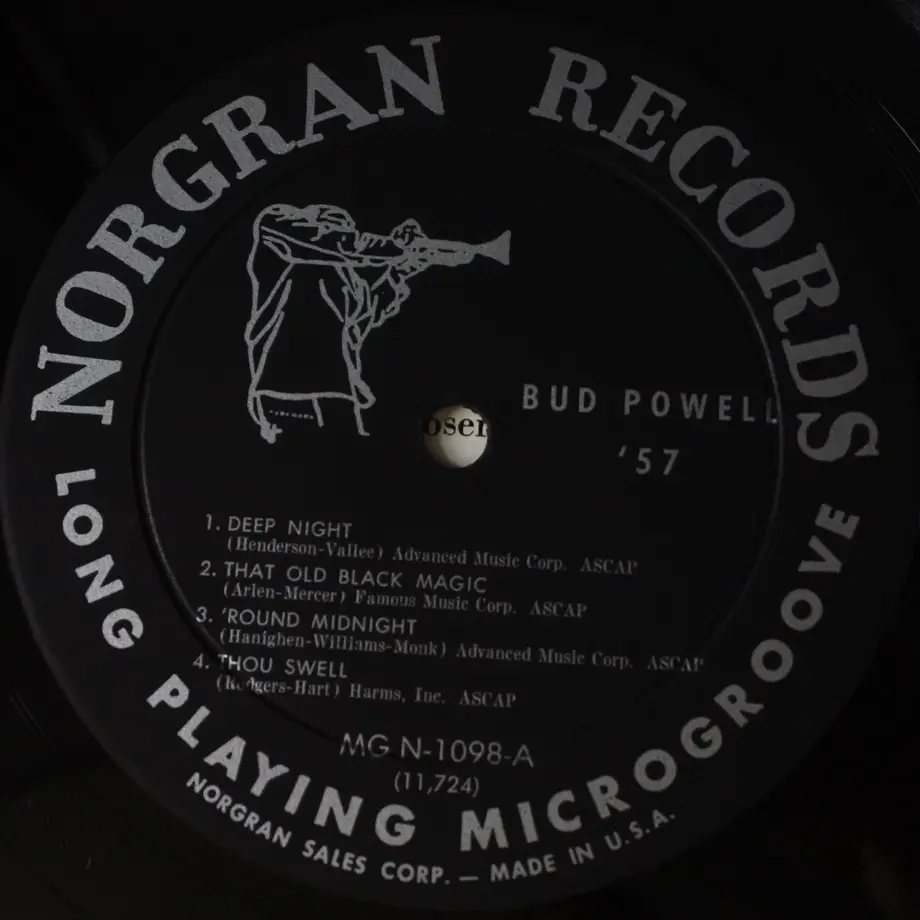 NORGRAN RECORDS
BUD POWELL
'57
1. DEEP NIGHT
(Henderson-Vallee) Advanced Music Corp. ASCAP
2. THAT OLD BLACK MAGIC
(Arlen-Mercer) Famous Music Corp. ASCAP
3. 'ROUND MIDNIGHT
(Hanighen-Williams-Monk) Advanced Music Corp. ASCAP
4. THOU SWELL
(Rodgers-Hart) Harms, Inc. ASCAP
MG N-1098-A
(11,724)
LONG PLAYING MICROGROOVE
NORGRAN SALES CORP. — MADE IN U.S.A.